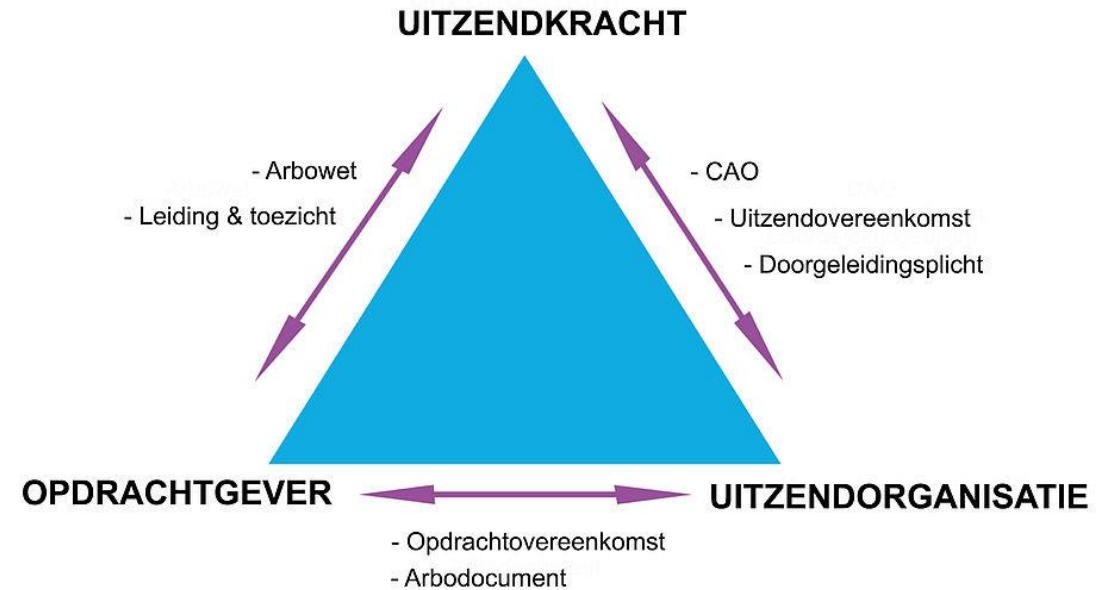 UITZENDKRACHT
- Arbowet
- Leiding & toezicht
- CAO
- Uitzendovereenkomst
- Doorgeleidingsplicht
OPDRACHTGEVER
UITZENDORGANISATIE
- Opdrachtovereenkomst
- Arbodocument